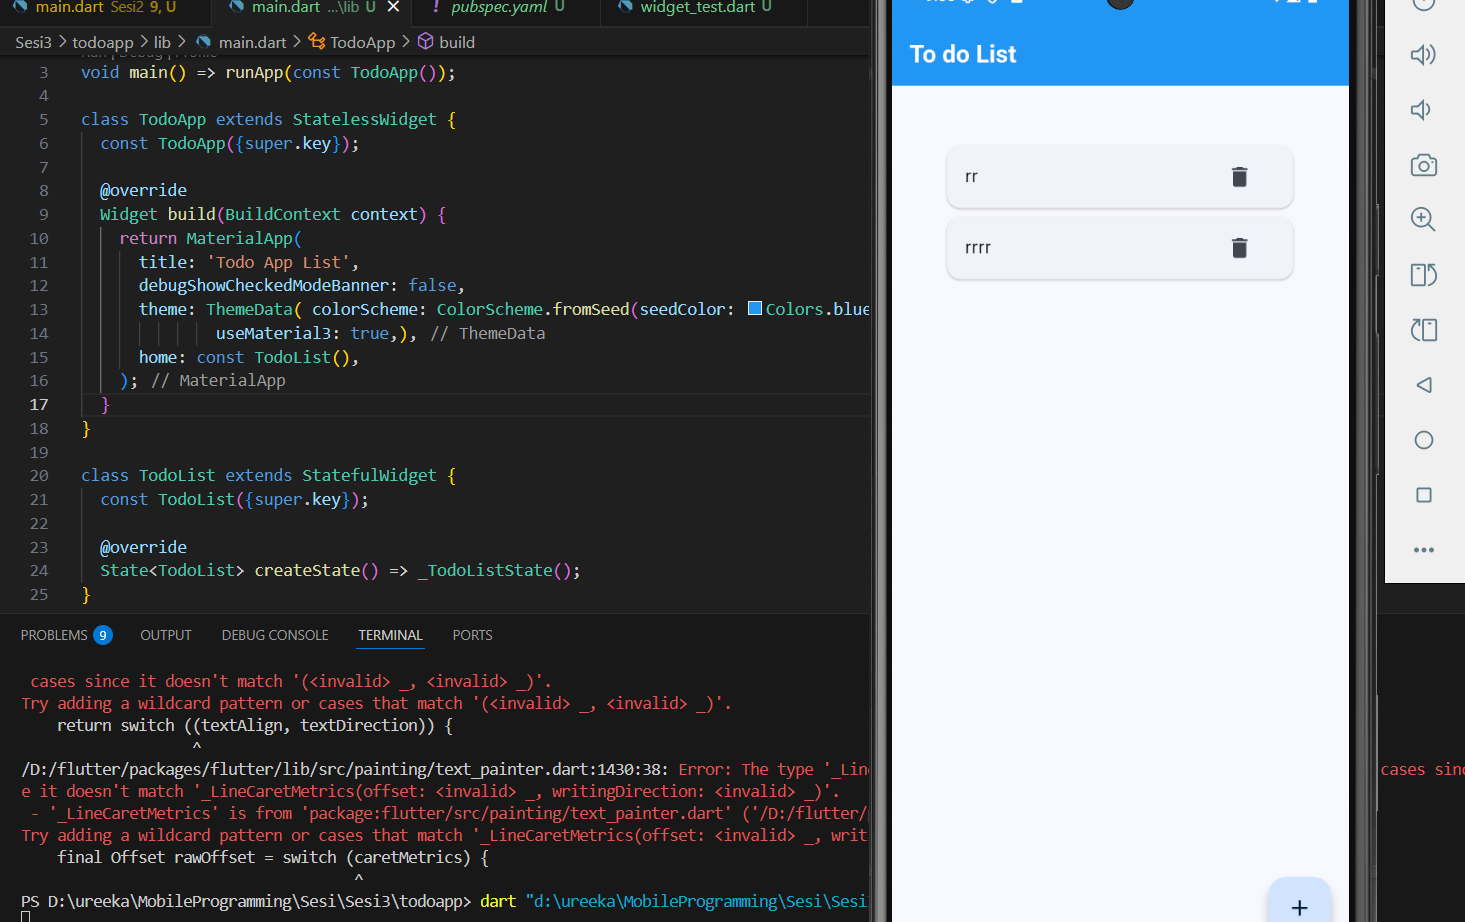 main.dart Sesi2 9, U
main.dart ...\lib U
pubspec.yaml U
widget_test.dart U
Sesi3 > todoapp > lib > main.dart > TodoApp > build
3 void main() => runApp(const TodoApp());
4
5 class TodoApp extends StatelessWidget {
6 const TodoApp({super.key});
7
8 @override
9 Widget build(BuildContext context) {
10 return MaterialApp(
11 title: 'Todo App List',
12 debugShowCheckedModeBanner: false,
13 theme: ThemeData( colorScheme: ColorScheme.fromSeed(seedColor: Colors.blue
14 useMaterial3: true,), // ThemeData
15 home: const TodoList(),
16 ); // MaterialApp
17 }
18 }
19
20 class TodoList extends StatefulWidget {
21 const TodoList({super.key});
22
23 @override
24 State<TodoList> createState() => _TodoListState();
25 }
PROBLEMS 9 OUTPUT DEBUG CONSOLE TERMINAL PORTS
cases since it doesn't match '(<invalid> _, <invalid> _)'.
Try adding a wildcard pattern or cases that match '(<invalid> _, <invalid> _)'.
return switch ((textAlign, textDirection)) {
^
/D:/flutter/packages/flutter/lib/src/painting/text_painter.dart:1430:38: Error: The type '_Lin
cases sinc
e it doesn't match '_LineCaretMetrics(offset: <invalid> _, writingDirection: <invalid> _)'.
- '_LineCaretMetrics' is from 'package:flutter/src/painting/text_painter.dart' ('/D:/flutter/
Try adding a wildcard pattern or cases that match '_LineCaretMetrics(offset: <invalid> _, writ
final Offset rawOffset = switch (caretMetrics) {
^
PS D:\ureeka\MobileProgramming\Sesi\Sesi3\todoapp> dart "d:\ureeka\MobileProgramming\Sesi\Sesi
To do List
rr
rrrr
+